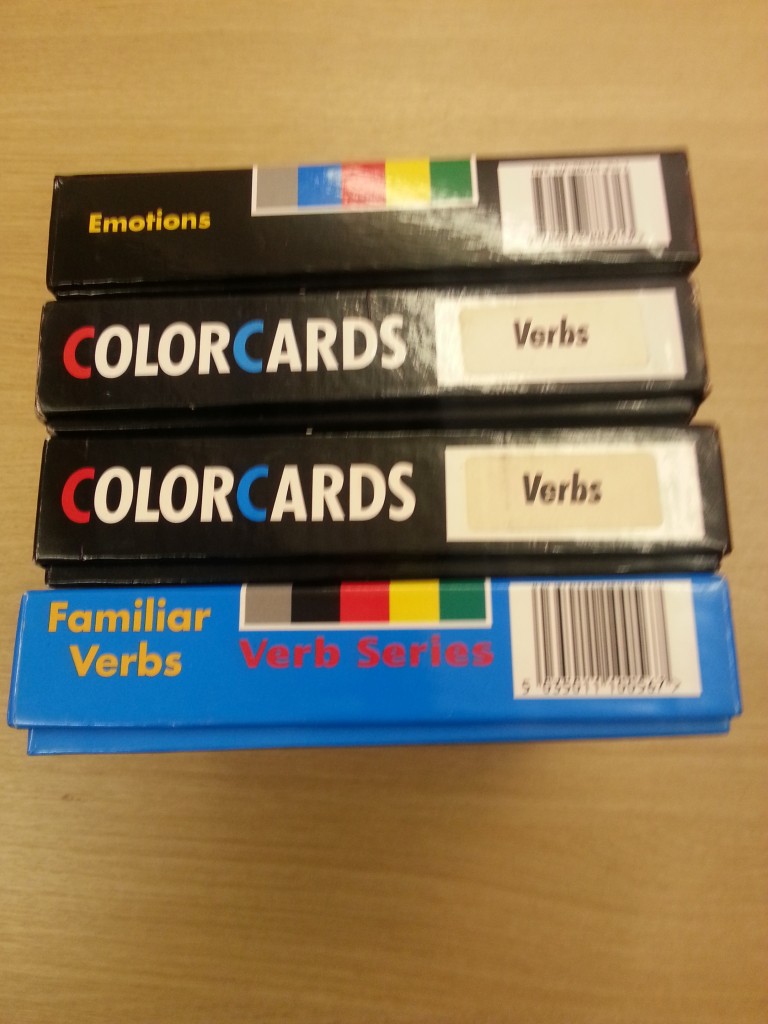 Emotions
COLORCARDS
Verbs
COLORCARDS
Verbs
Familiar
Verbs
Verb Series